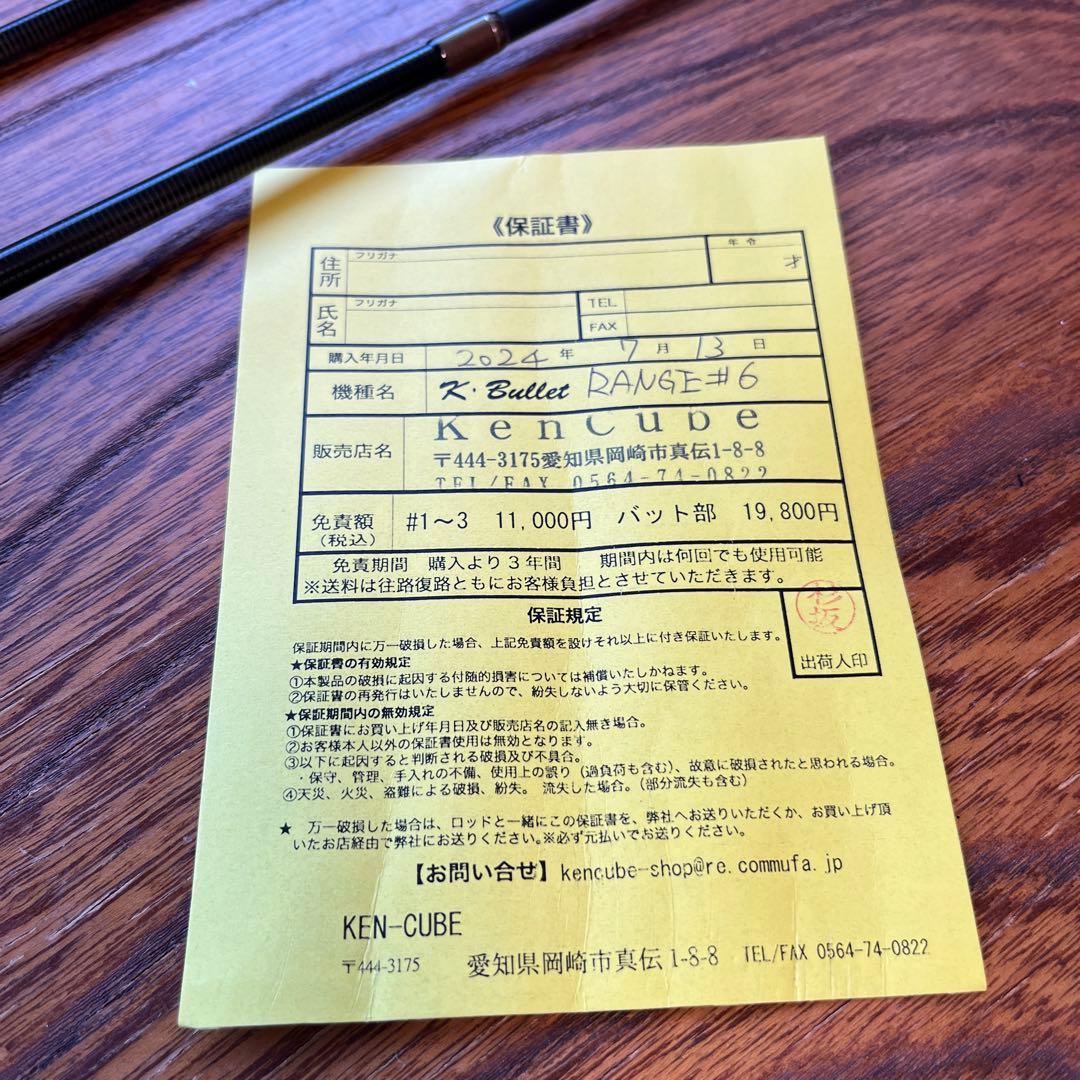 《保証書》
住所 フリガナ 年令 才
氏名 フリガナ TEL
FAX
購入年月日 2024 年 7 月 13 日
機種名 K・Bullet RANGE#6
販売店名 KenCube
〒444-3175愛知県岡崎市真伝1-8-8
TEL/FAX 0564-74-0822
免責額(税込) #1～3 11,000円 バット部 19,800円
免責期間 購入より3年間 期間内は何回でも使用可能
※送料は往路復路ともにお客様負担とさせていただきます。
杉坂
出荷人印
保証規定
保証期間内に万一破損した場合、上記免責額を設けそれ以上に付き保証いたします。
★保証書の有効規定
①本製品の破損に起因する付随的損害については補償いたしかねます。
②保証書の再発行はいたしませんので、紛失しないよう大切に保管ください。
★保証期間内の無効規定
①保証書にお買い上げ年月日及び販売店名の記入無き場合。
②お客様本人以外の保証書使用は無効となります。
③以下に起因すると判断される破損及び不具合。
・保守、管理、手入れの不備、使用上の誤り(過負荷も含む)、故意に破損されたと思われる場合。
④天災、火災、盗難による破損、紛失。 流失した場合。(部分流失も含む)
★ 万一破損した場合は、ロッドと一緒にこの保証書を、弊社へお送りいただくか、お買い上げ頂
いたお店経由で弊社にお送りください。※必ず元払いでお送りください。
【お問い合せ】kencube-shop@re.commufa.jp
KEN-CUBE
〒444-3175 愛知県岡崎市真伝1-8-8 TEL/FAX 0564-74-0822